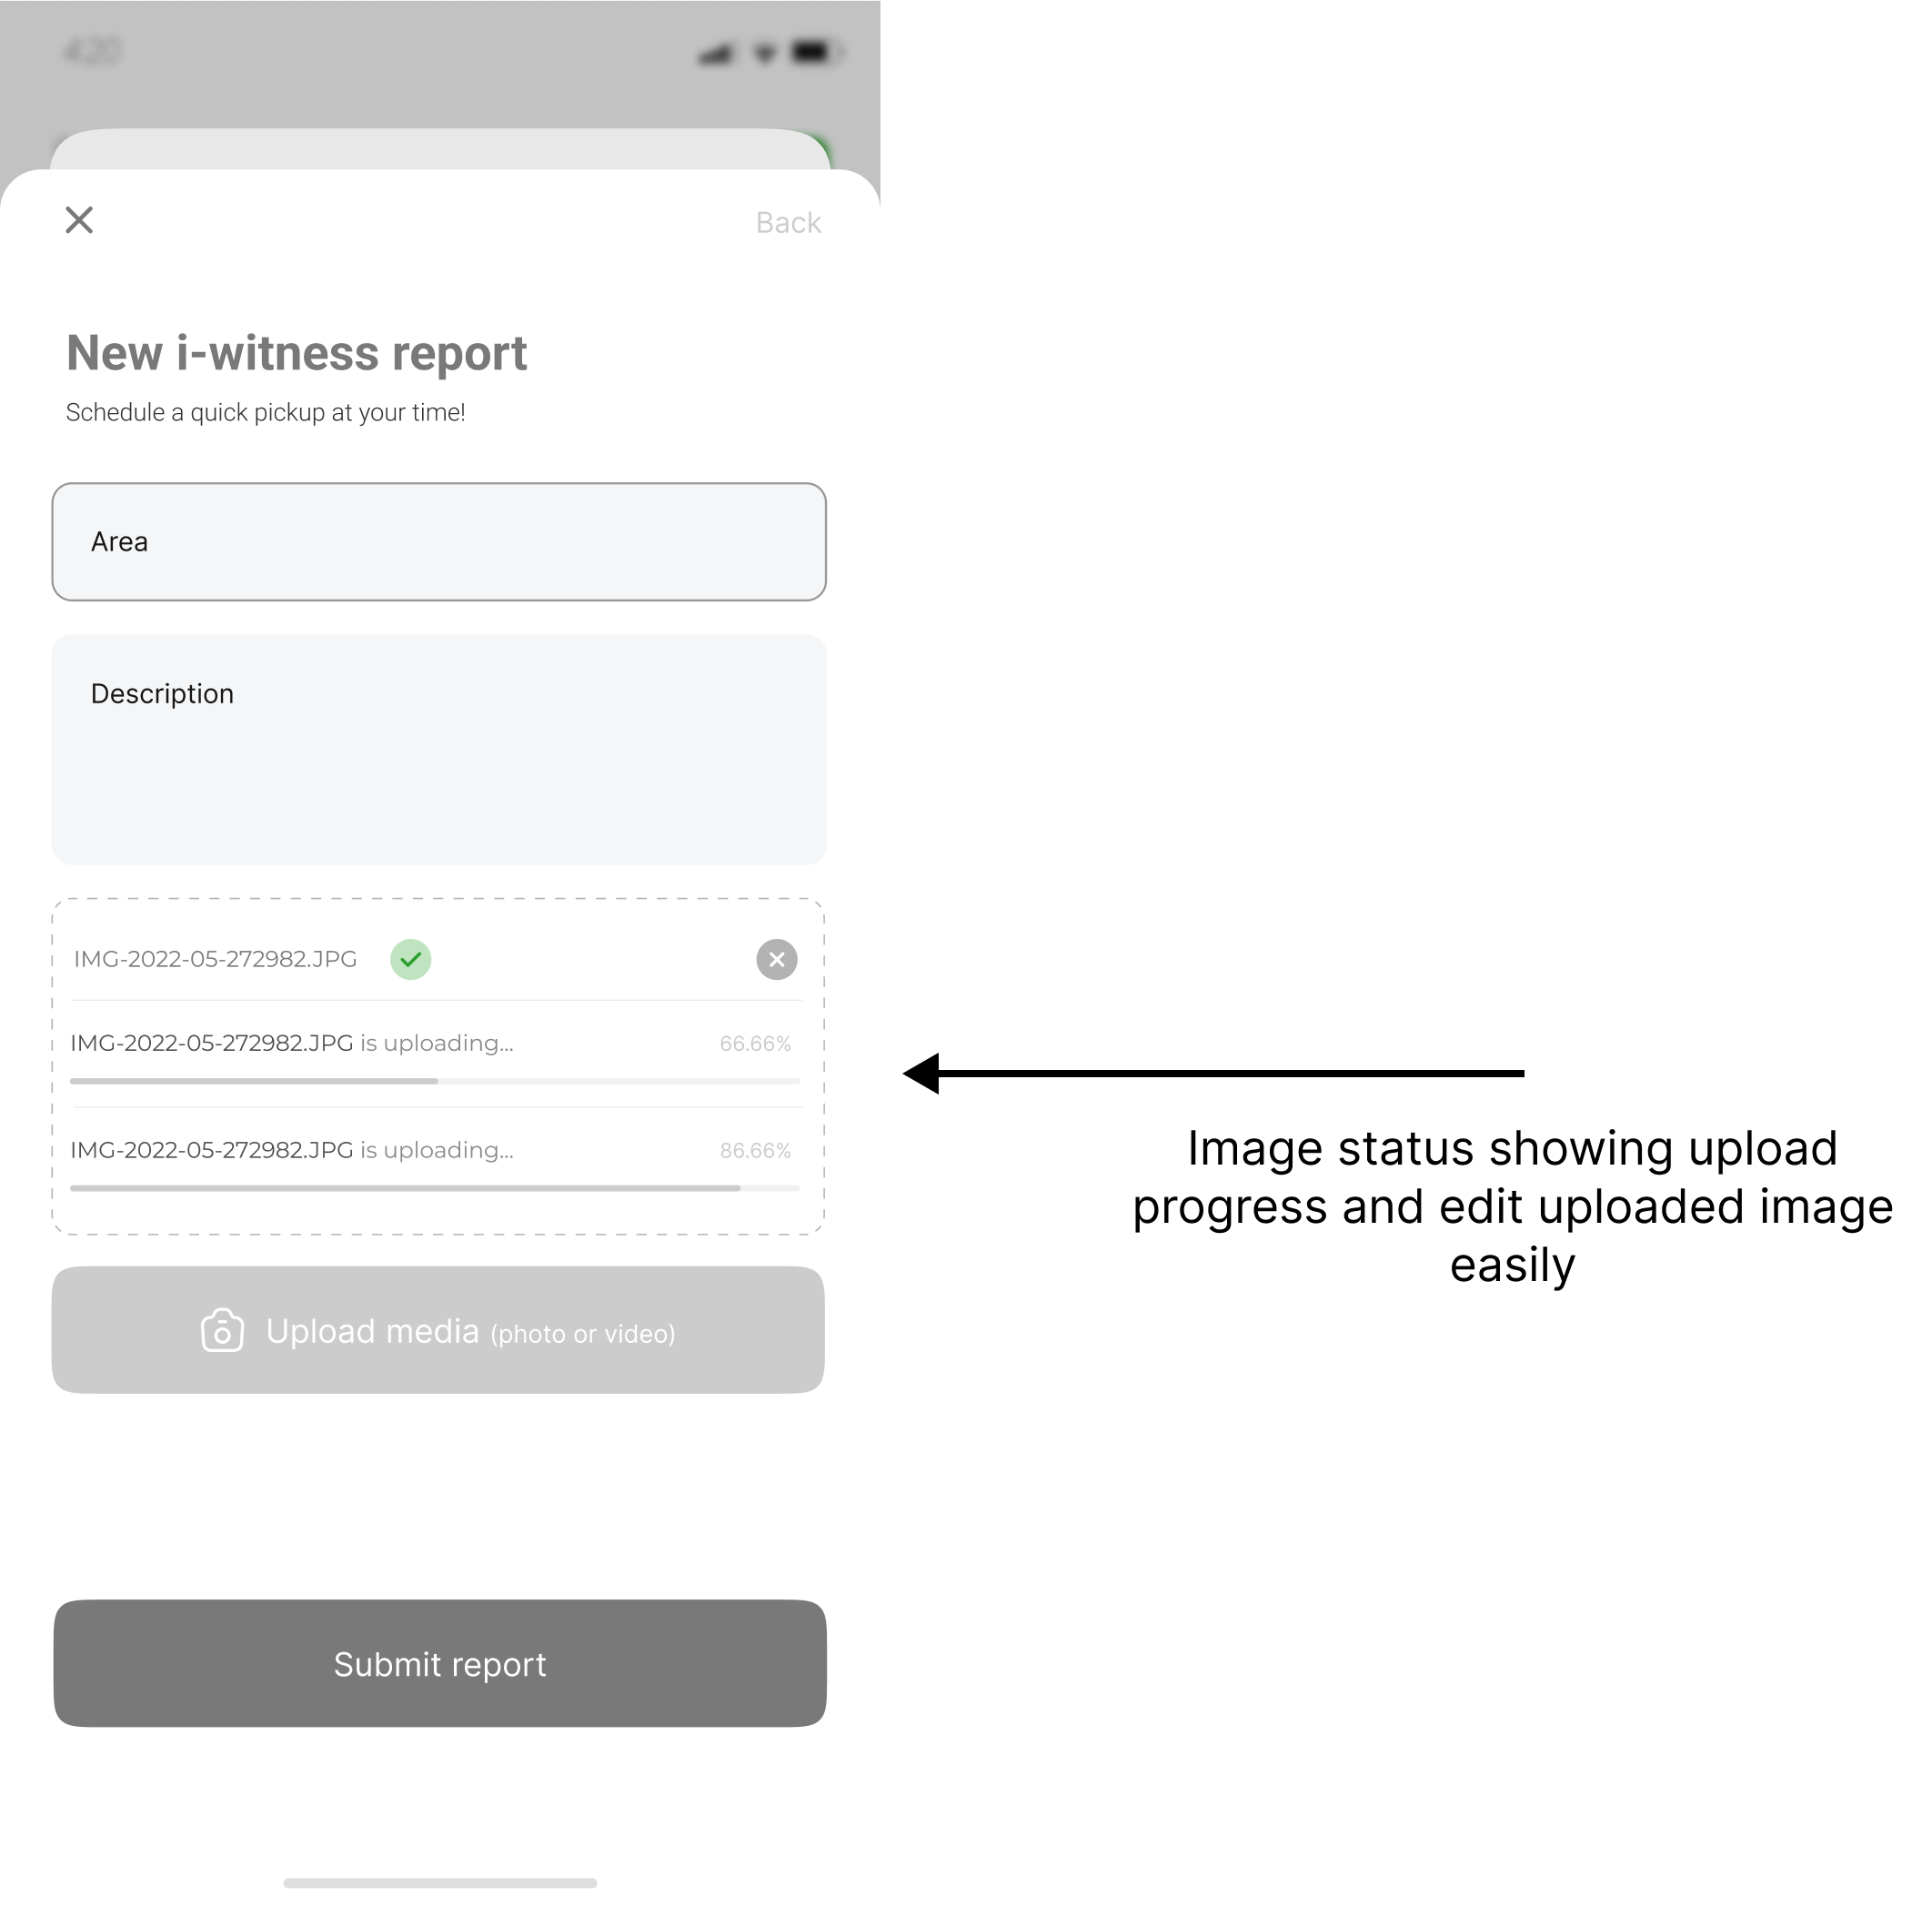 4:20
Back
New i-witness report
Schedule a quick pickup at your time!
Area
Description
IMG-2022-05-272982.JPG
IMG-2022-05-272982.JPG is uploading...
66.66%
IMG-2022-05-272982.JPG is uploading...
86.66%
Image status showing upload
progress and edit uploaded image
easily
Upload media (photo or video)
Submit report